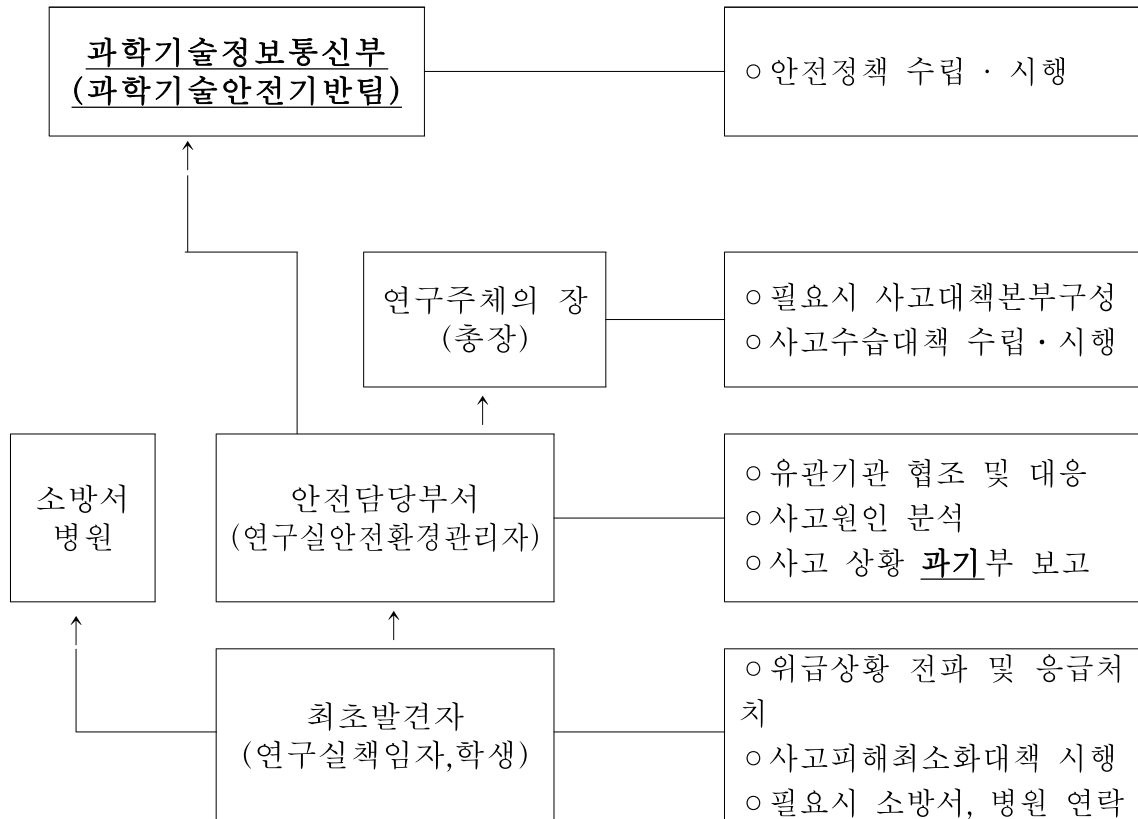 과학기술정보통신부
(과학기술안전기반팀)
○안전정책 수립 · 시행
연구주체의 장
(총장)
○필요시 사고대책본부구성
○사고수습대책 수립·시행
소방서
병원
안전담당부서
(연구실안전환경관리자)
○유관기관 협조 및 대응
○사고원인 분석
○사고 상황 과기부 보고
최초발견자
(연구실책임자,학생)
○위급상황 전파 및 응급처
치
○사고피해최소화대책 시행
○필요시 소방서, 병원 연락